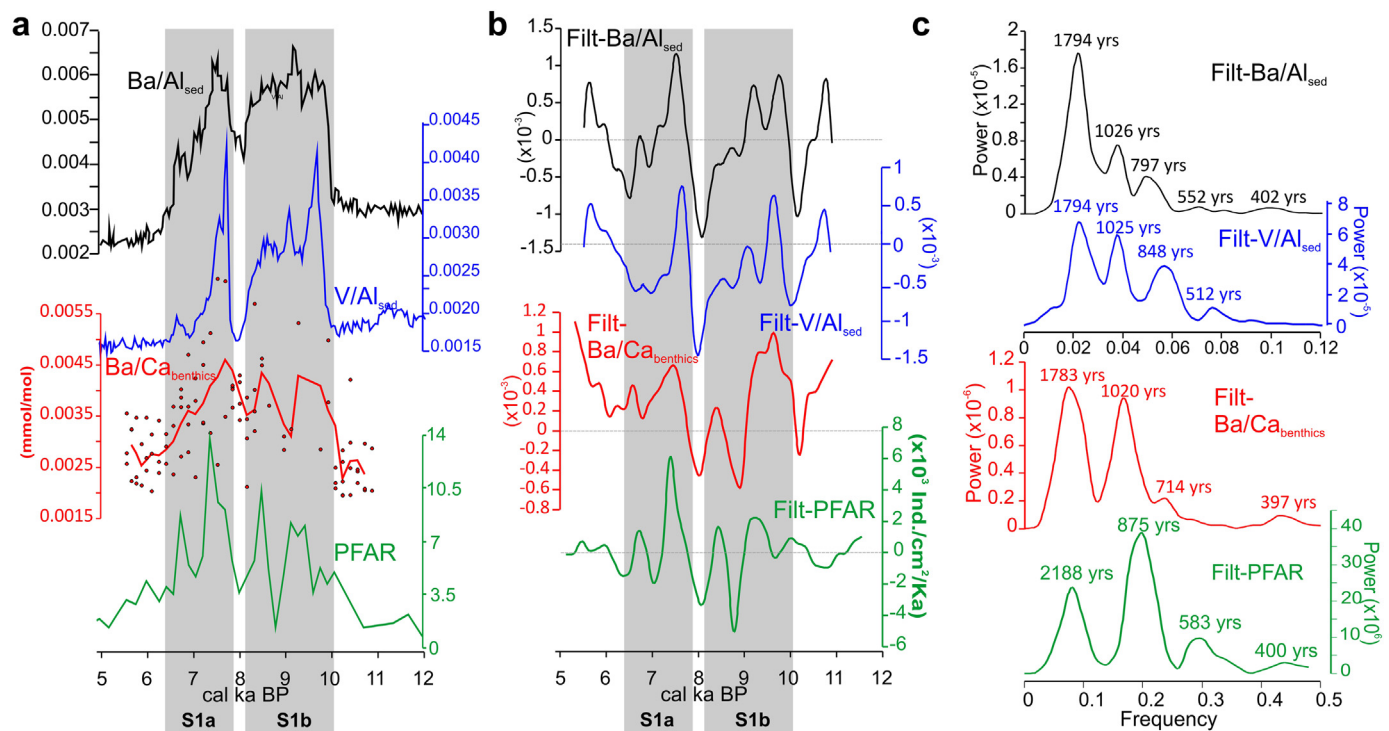 a
0.007
0.006
0.005
0.004
0.003
0.002
Ba/Alsed
V/Al
0.0045
0.0040
0.0035
0.0030
0.0025
0.0020
0.0015
V/Alsed
0.0055
0.0045
0.0035
0.0025
0.0015
(mmol/mol)
Ba/Cabenthics
14
10.5
7
3.5
0
PFAR
5 6 7 8 9 10 11 12
cal ka BP
S1a S1b
b
1.5
1
0.5
0
-0.5
-1
-1.5
(x10-3)
Filt-Ba/Alsed
1
0.5
0
-0.5
-1
-1.5
(x10-3)
Filt-V/Alsed
1.2
1
0.8
0.6
0.4
0.2
0
-0.2
-0.4
-0.6
-0.8
(x10-3)
Filt-
Ba/Cabenthics
8
6
4
2
0
-2
-4
-6
(x10³ Ind./cm²/Ka)
Filt-PFAR
5 6 7 8 9 10 11 12
cal ka BP
S1a S1b
c
2
1.5
1
0.5
0
Power (x10-5)
1794 yrs
1026 yrs
797 yrs
552 yrs
402 yrs
Filt-Ba/Alsed
8
6
4
2
0
Power (x10-5)
1794 yrs
1025 yrs
848 yrs
512 yrs
Filt-V/Alsed
0 0.02 0.04 0.06 0.08 0.1 0.12
1.2
1
0.8
0.6
0.4
0.2
0
Power (x10-6)
1783 yrs
1020 yrs
714 yrs
397 yrs
Filt-
Ba/Cabenthics
40
30
20
10
0
Power (x106)
2188 yrs
875 yrs
583 yrs
400 yrs
Filt-PFAR
0 0.1 0.2 0.3 0.4 0.5
Frequency